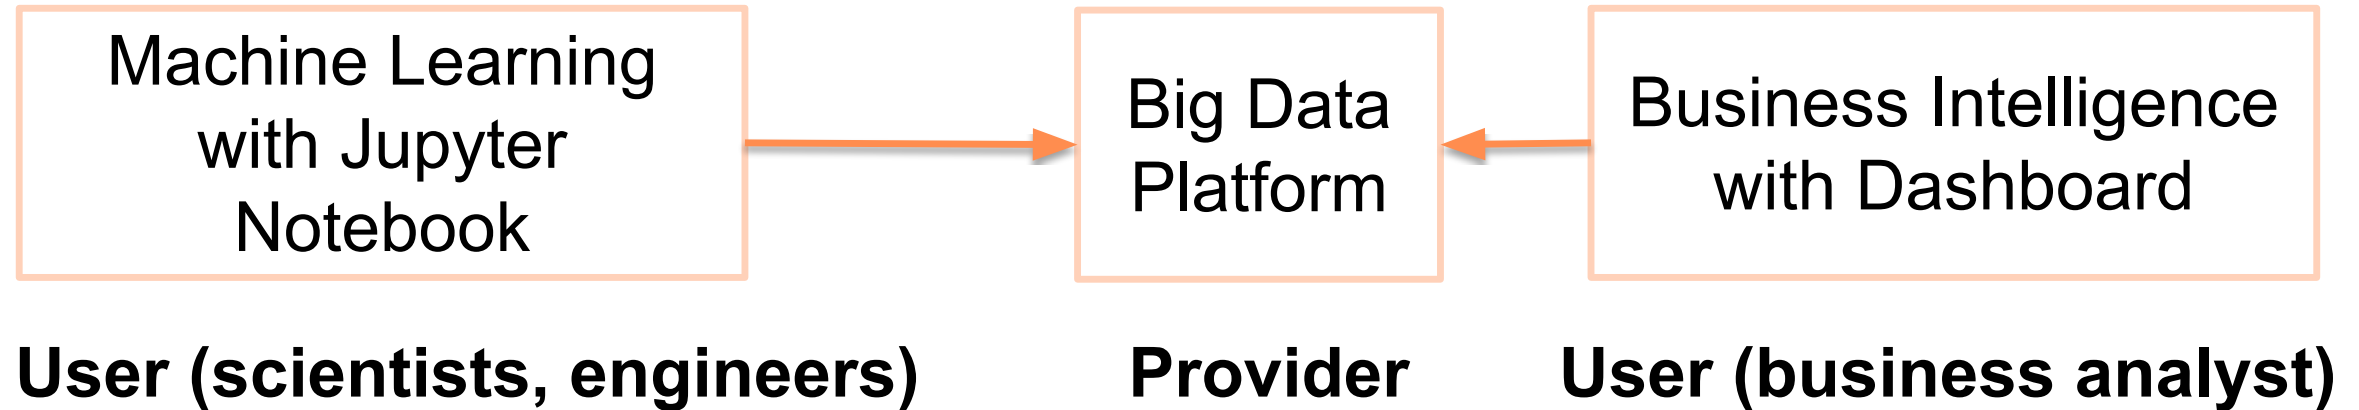 Machine Learning
with Jupyter
Notebook
Big Data
Platform
Business Intelligence
with Dashboard
User (scientists, engineers)
Provider
User (business analyst)